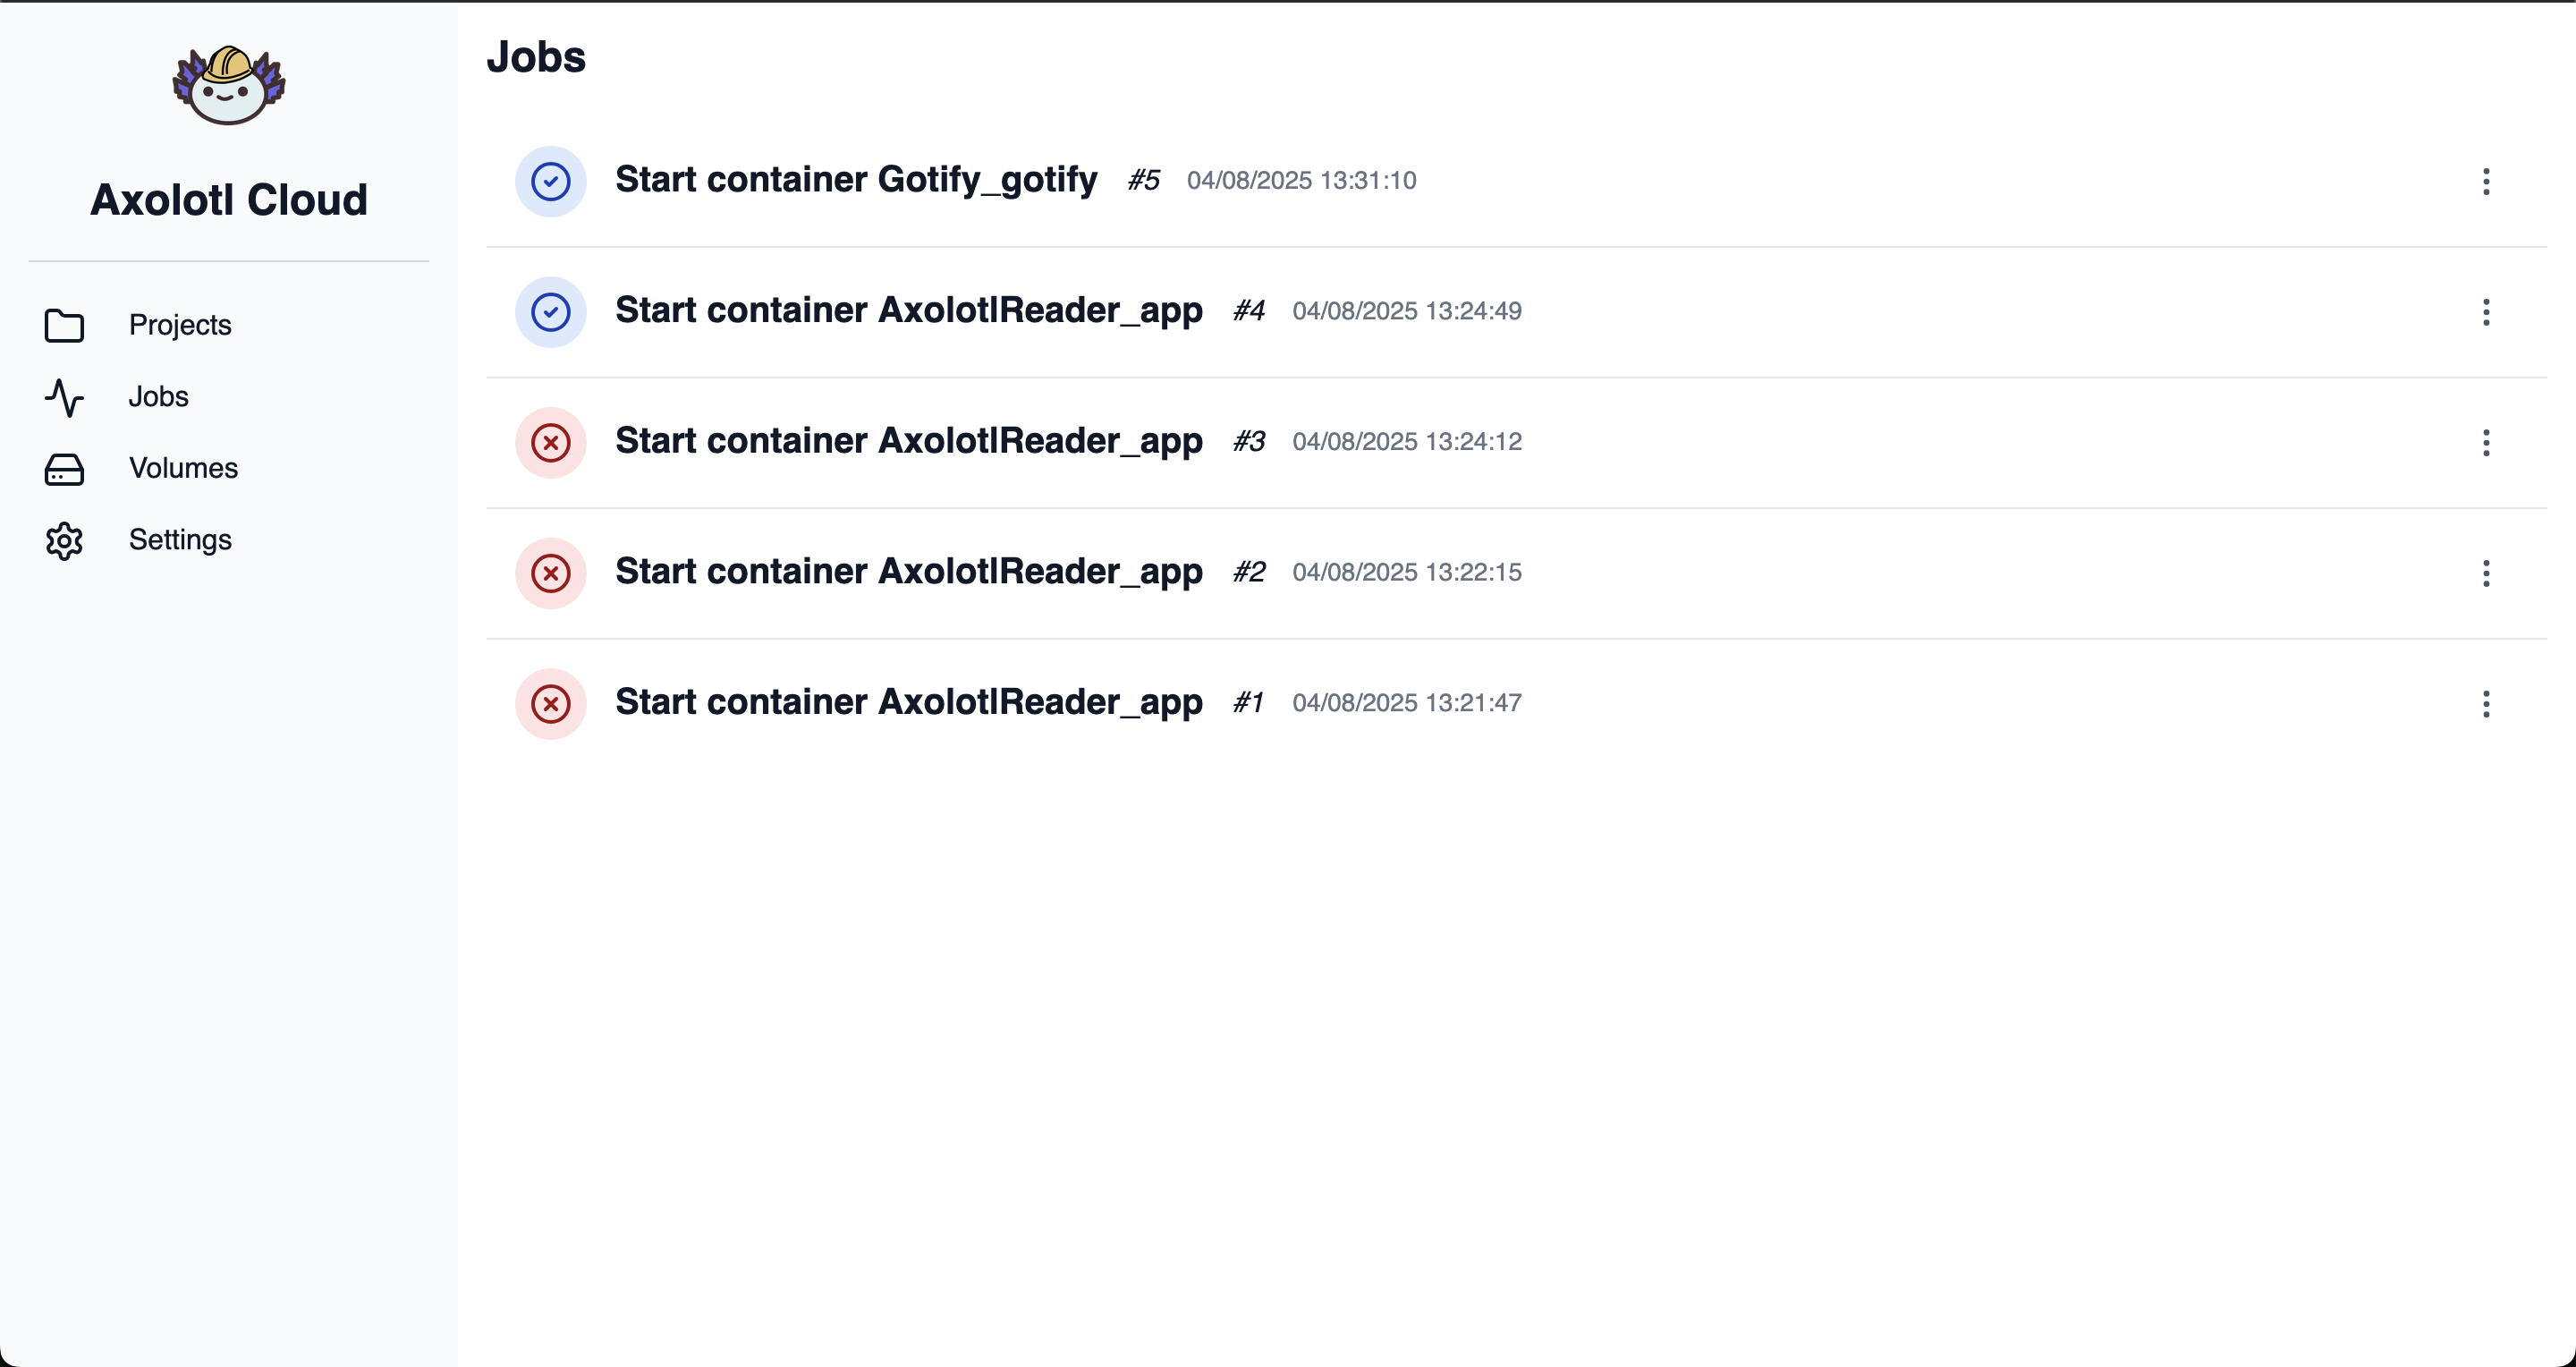 Axolotl Cloud
Projects
Jobs
Volumes
Settings
Jobs
Start container Gotify_gotify #5 04/08/2025 13:31:10
Start container AxolotlReader_app #4 04/08/2025 13:24:49
Start container AxolotlReader_app #3 04/08/2025 13:24:12
Start container AxolotlReader_app #2 04/08/2025 13:22:15
Start container AxolotlReader_app #1 04/08/2025 13:21:47